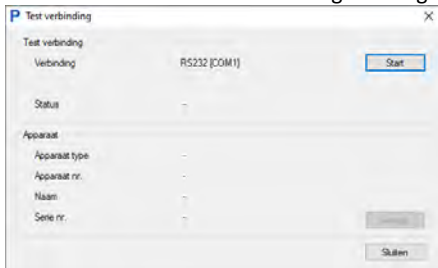 P Test verbinding
Test verbinding
Verbinding RS232 [COM1] Start
Status -
Apparaat
Apparaat type -
Apparaat nr. -
Naam -
Serie nr. -
Sluiten